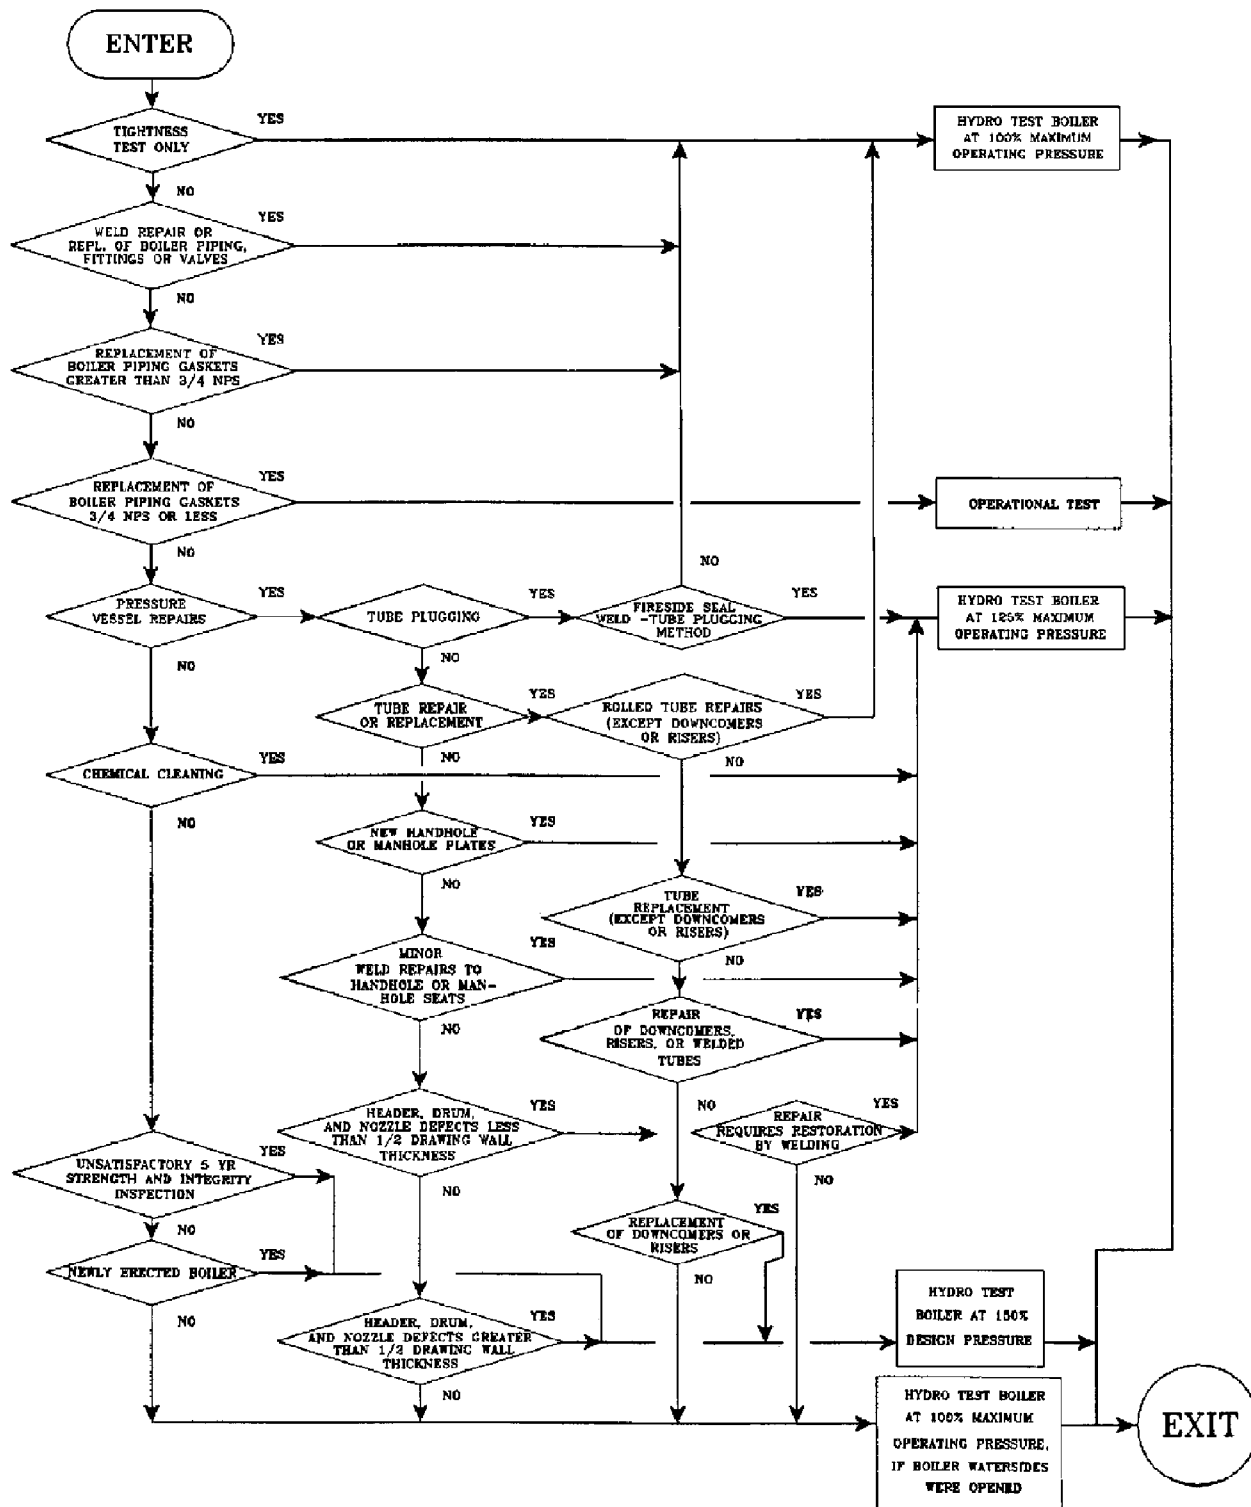 ENTER
TIGHTNESS
TEST ONLY
YES
HYDRO TEST BOILER
AT 100% MAXIMUM
OPERATING PRESSURE
NO
WELD REPAIR OR
REPL. OF BOILER PIPING,
FITTINGS OR VALVES
YES
NO
REPLACEMENT OF
BOILER PIPING GASKETS
GREATER THAN 3/4 NPS
YES
NO
REPLACEMENT OF
BOILER PIPING GASKETS
3/4 NPS OR LESS
YES
OPERATIONAL TEST
NO
PRESSURE
VESSEL REPAIRS
YES
TUBE PLUGGING
YES
NO
FIRESIDE SEAL
WELD -TUBE PLUGGING
METHOD
YES
HYDRO TEST BOILER
AT 125% MAXIMUM
OPERATING PRESSURE
NO
NO
TUBE REPAIR
OR REPLACEMENT
YES
ROLLED TUBE REPAIRS
(EXCEPT DOWNCOMERS
OR RISERS)
YES
NO
NO
CHEMICAL CLEANING
YES
NO
NEW HANDHOLE
OR MANHOLE PLATES
YES
NO
TUBE
REPLACEMENT
(EXCEPT DOWNCOMERS
OR RISERS)
YES
NO
MINOR
WELD REPAIRS TO
HANDHOLE OR MAN-
HOLE SEATS
YES
NO
REPAIR
OF DOWNCOMERS,
RISERS, OR WELDED
TUBES
YES
NO
HEADER, DRUM,
AND NOZZLE DEFECTS LESS
THAN 1/2 DRAWING WALL
THICKNESS
YES
NO
REPAIR
REQUIRES RESTORATION
BY WELDING
YES
NO
UNSATISFACTORY 5 YR
STRENGTH AND INTEGRITY
INSPECTION
YES
NO
REPLACEMENT
OF DOWNCOMERS OR
RISERS
YES
NO
NEWLY ERECTED BOILER
YES
NO
HEADER, DRUM,
AND NOZZLE DEFECTS GREATER
THAN 1/2 DRAWING WALL
THICKNESS
YES
NO
HYDRO TEST
BOILER AT 150%
DESIGN PRESSURE
HYDRO TEST BOILER
AT 100% MAXIMUM
OPERATING PRESSURE,
IF BOILER WATERSIDES
WERE OPENED
EXIT